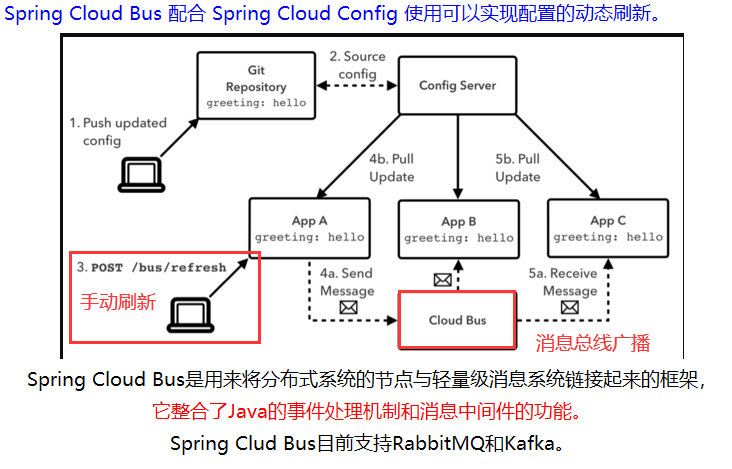 Spring Cloud Bus 配合 Spring Cloud Config 使用可以实现配置的动态刷新。
Git
Repository
greeting: hello
2. Source
config
Config Server
1. Push updated
config
4b. Pull
Update
5b. Pull
Update
App A
greeting: hello
App B
greeting: hello
App C
greeting: hello
3. POST /bus/refresh
手动刷新
4a. Send
Message
Cloud Bus
5a. Receive
Message
消息总线广播
Spring Cloud Bus是用来将分布式系统的节点与轻量级消息系统链接起来的框架，
它整合了Java的事件处理机制和消息中间件的功能。
Spring Clud Bus目前支持RabbitMQ和Kafka。